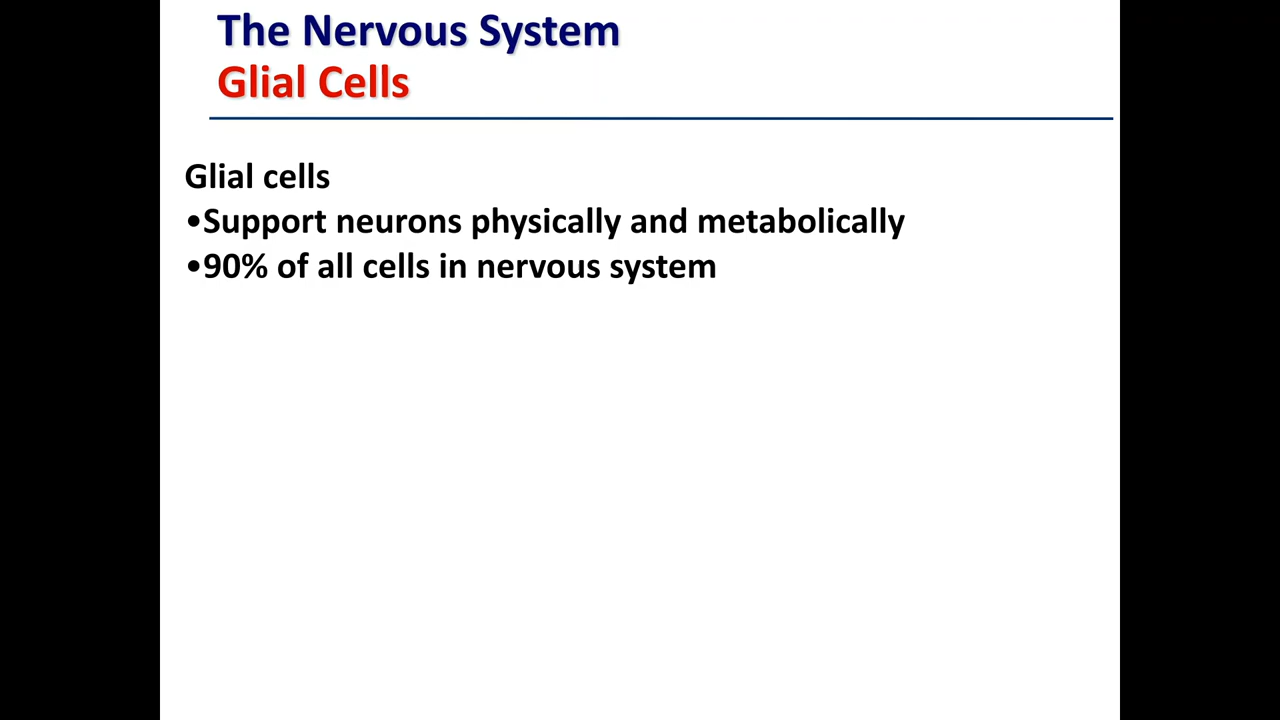 The Nervous System
Glial Cells
Glial cells
•Support neurons physically and metabolically
•90% of all cells in nervous system